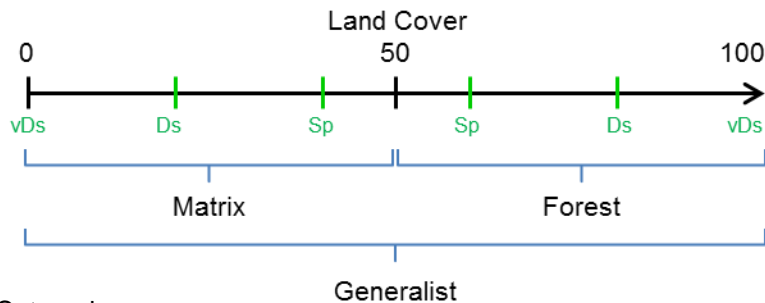 Land Cover
0 50 100
vDs Ds Sp Sp Ds vDs
Matrix Forest
Generalist